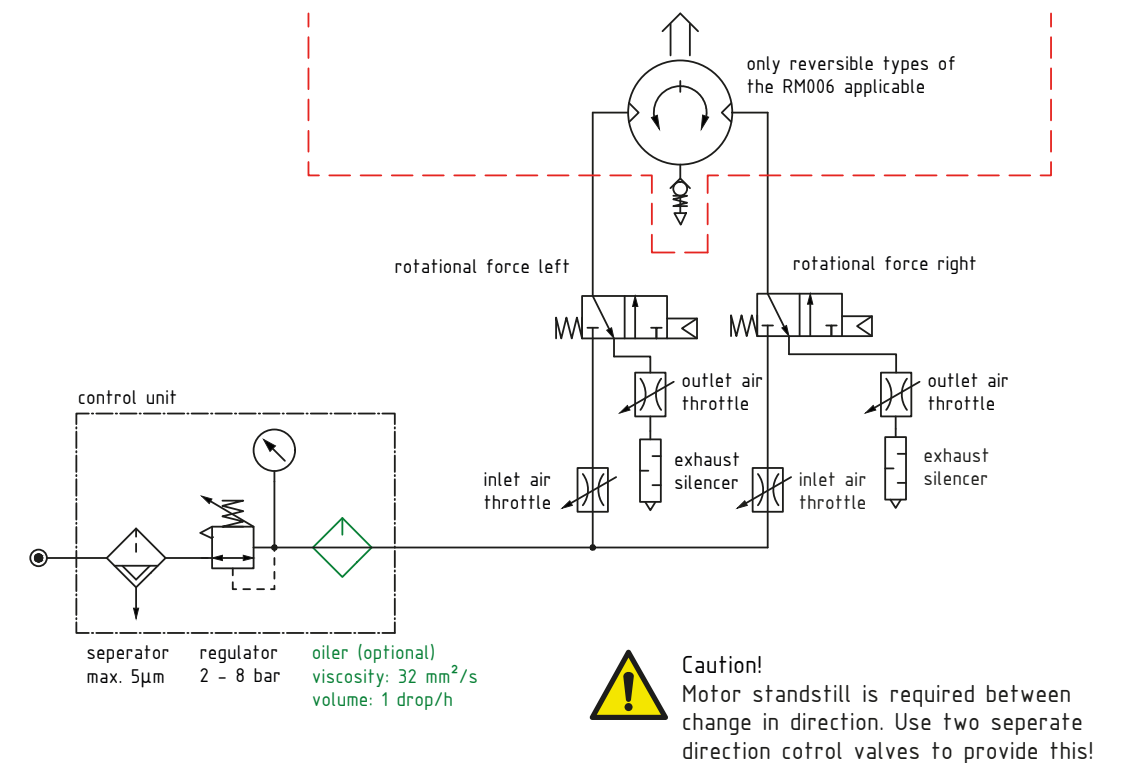 only reversible types of
the RM006 applicable
rotational force left
rotational force right
control unit
outlet air
throttle
outlet air
throttle
exhaust
silencer
exhaust
silencer
inlet air
throttle
inlet air
throttle
seperator
max. 5µm
regulator
2 - 8 bar
oiler (optional)
viscosity: 32 mm²/s
volume: 1 drop/h
Caution!
Motor standstill is required between
change in direction. Use two seperate
direction cotrol valves to provide this!